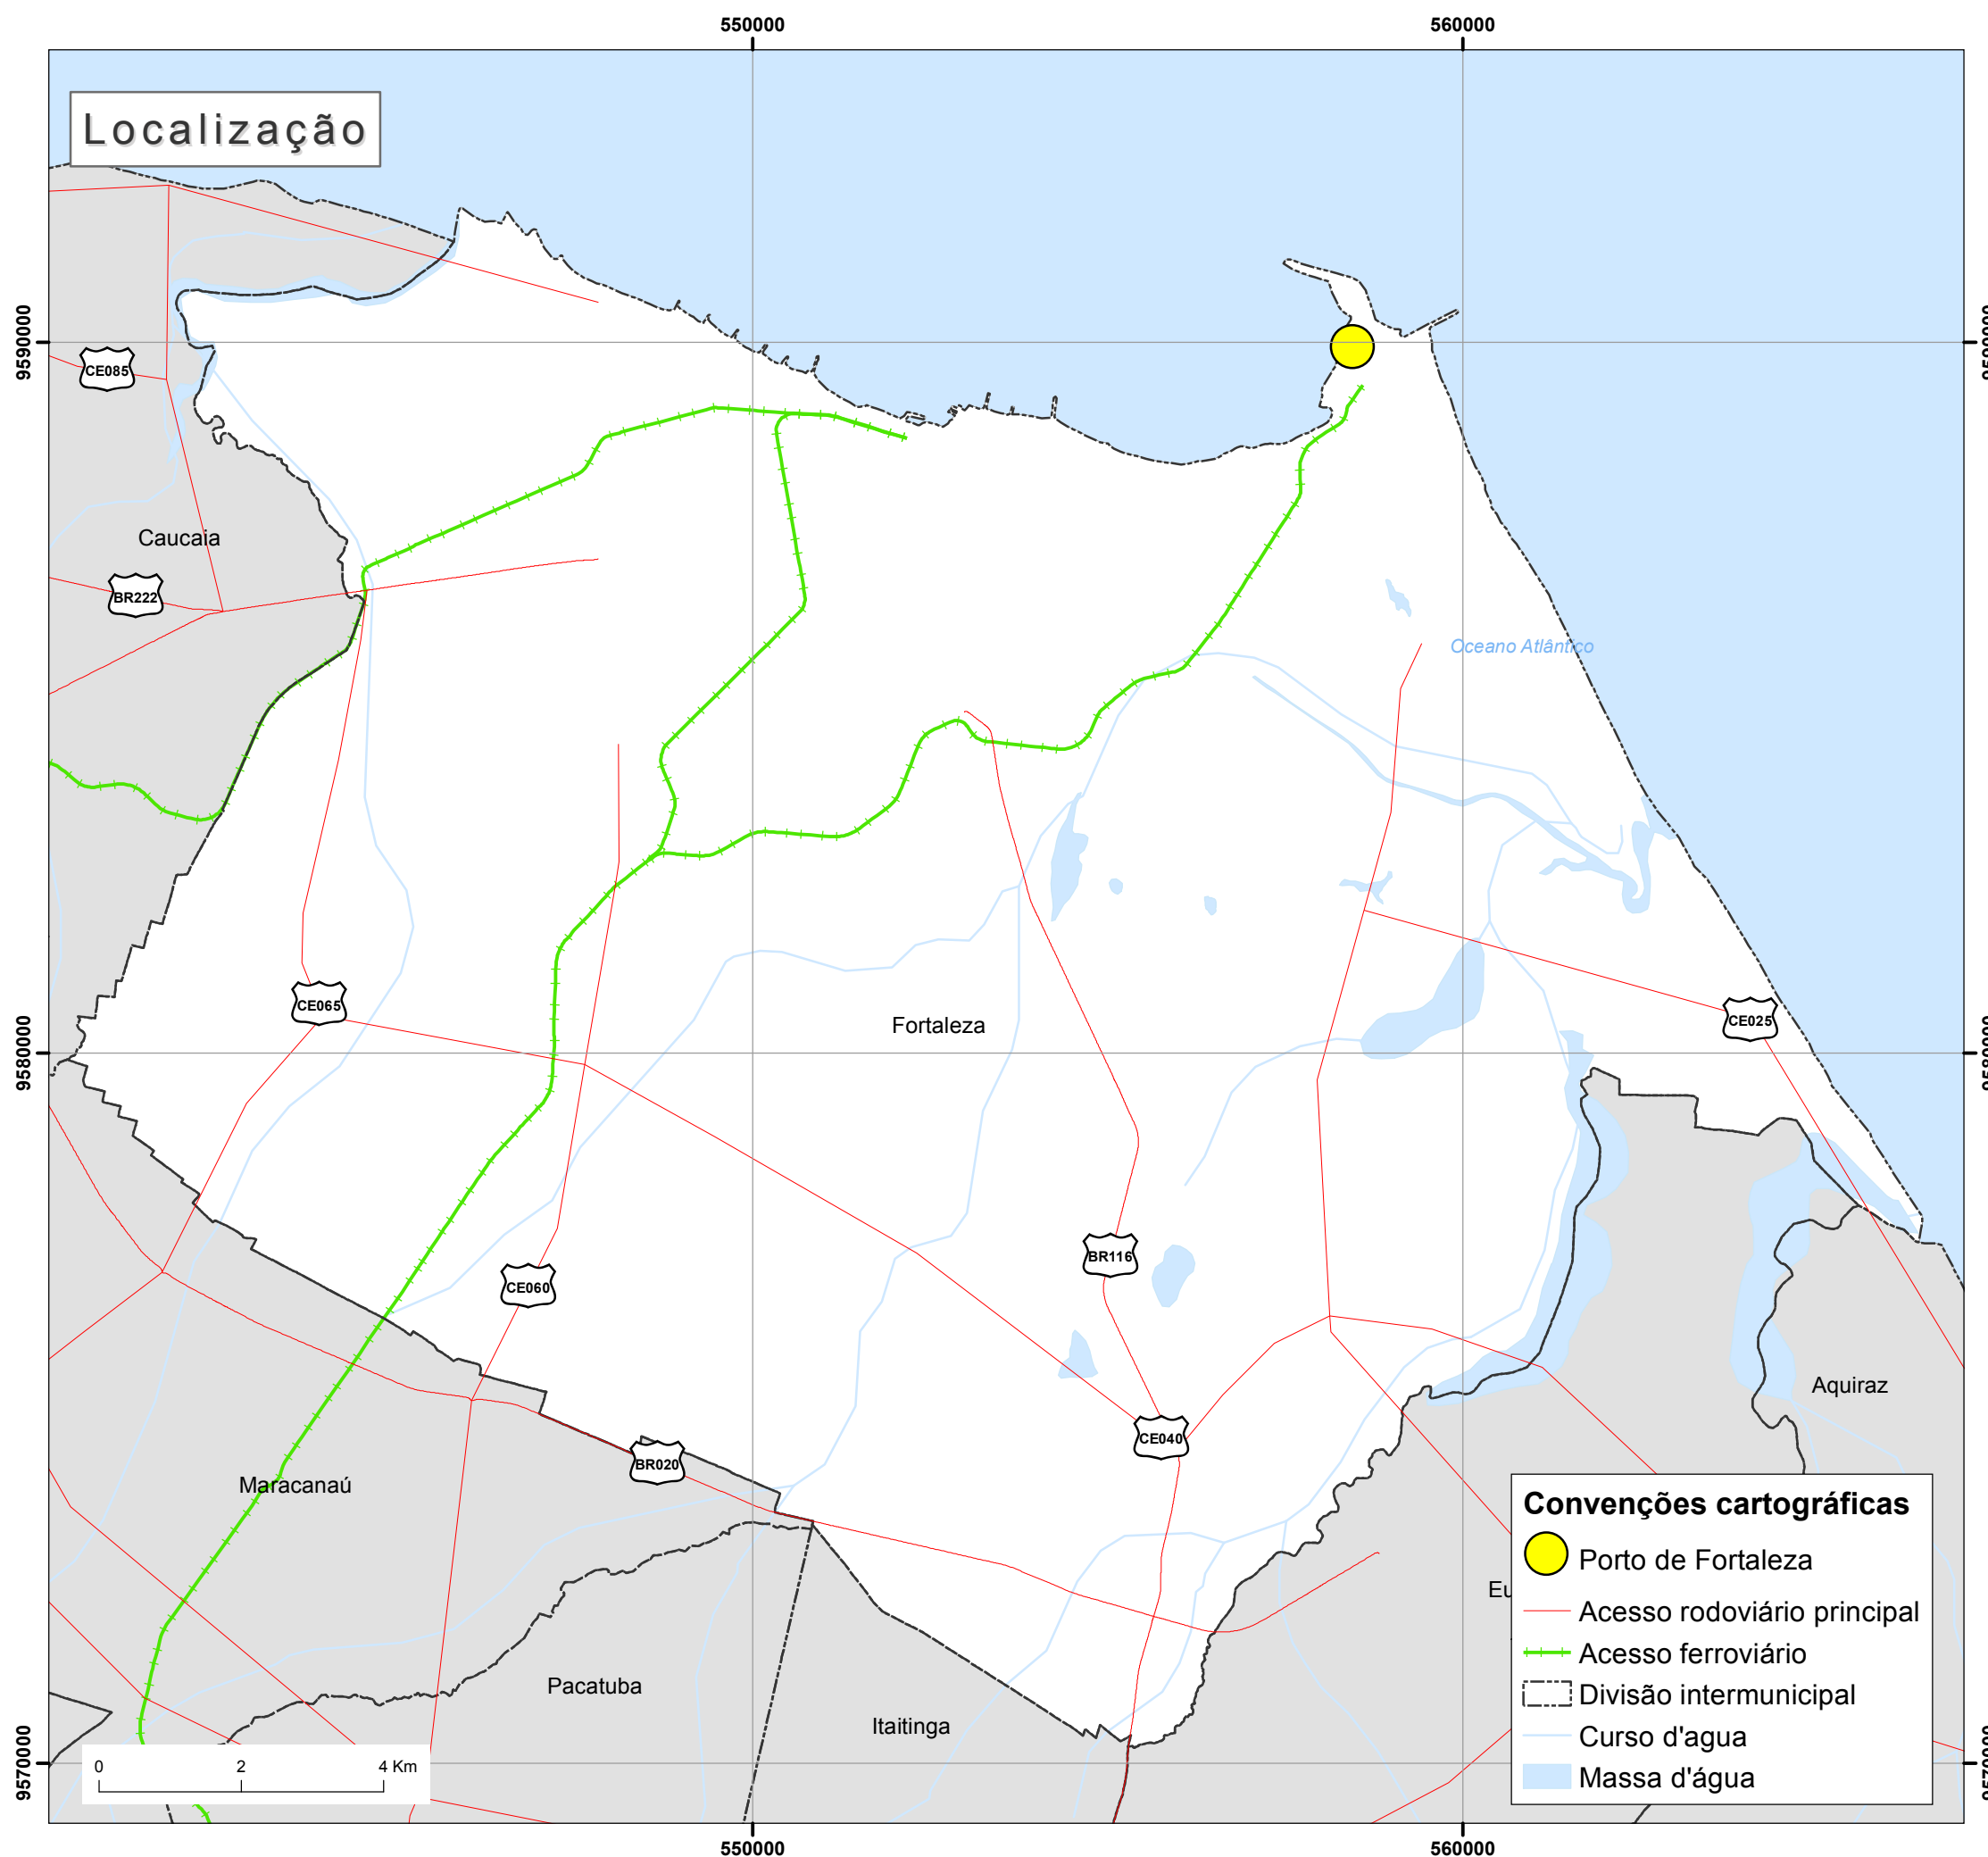 550000
560000
Localização
9590000
CE085
Caucaia
BR222
Oceano Atlântico
CE065
Fortaleza
CE025
9580000
BR116
CE060
Aquiraz
CE040
BR020
Maracanaú
Convenções cartográficas
Porto de Fortaleza
Eu
Acesso rodoviário principal
Acesso ferroviário
Divisão intermunicipal
Curso d'agua
Massa d'água
Pacatuba
Itaitinga
9570000
0 2 4 Km
550000
560000